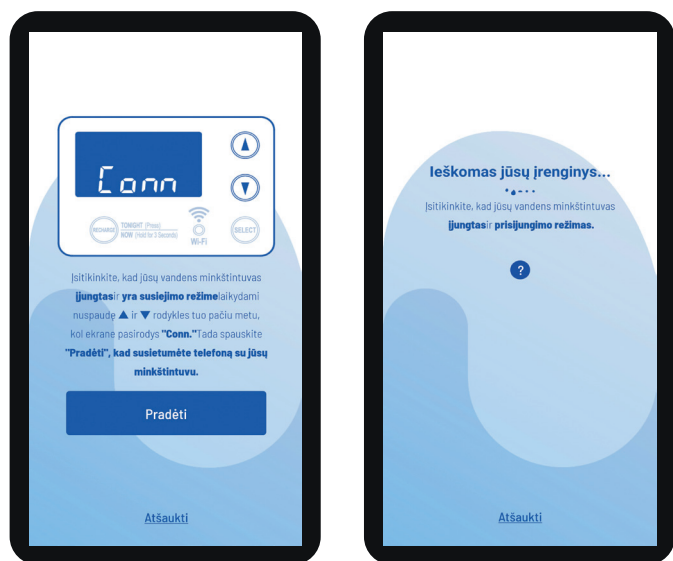 Conn
RECHARGE
TONIGHT (Press)
NOW (Hold for 3 Seconds)
Wi-Fi
SELECT
Įsitikinkite, kad jūsų vandens minkštintuvas
įjungtasir yra susiejimo režimelaikydami
nuspaudę ▲ ir ▼ rodykles tuo pačiu metu,
kol ekrane pasirodys "Conn."Tada spauskite
"Pradėti", kad susietumėte telefoną su jūsų
minkštintuvu.
Pradėti
Atšaukti
Ieškomas jūsų įrenginys...
Įsitikinkite, kad jūsų vandens minkštintuvas
įjungtasir prisijungimo režimas.
?
Atšaukti